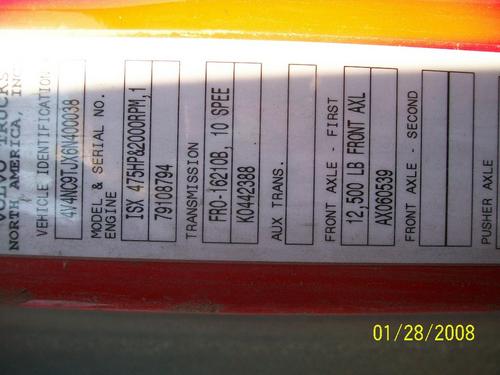 VOLVO TRUCKS
NORTH AMERICA, INC
VEHICLE IDENTIFICATION
4V4NC9TJX6N400038
MODEL & SERIAL NO.
ENGINE
ISX 475HP@2000RPM,1
79108794
TRANSMISSION
FRO-16210B, 10 SPEE
K0442388
AUX TRANS.
FRONT AXLE - FIRST
12,500 LB FRONT AXL
AX060539
FRONT AXLE - SECOND
PUSHER AXLE
01/28/2008